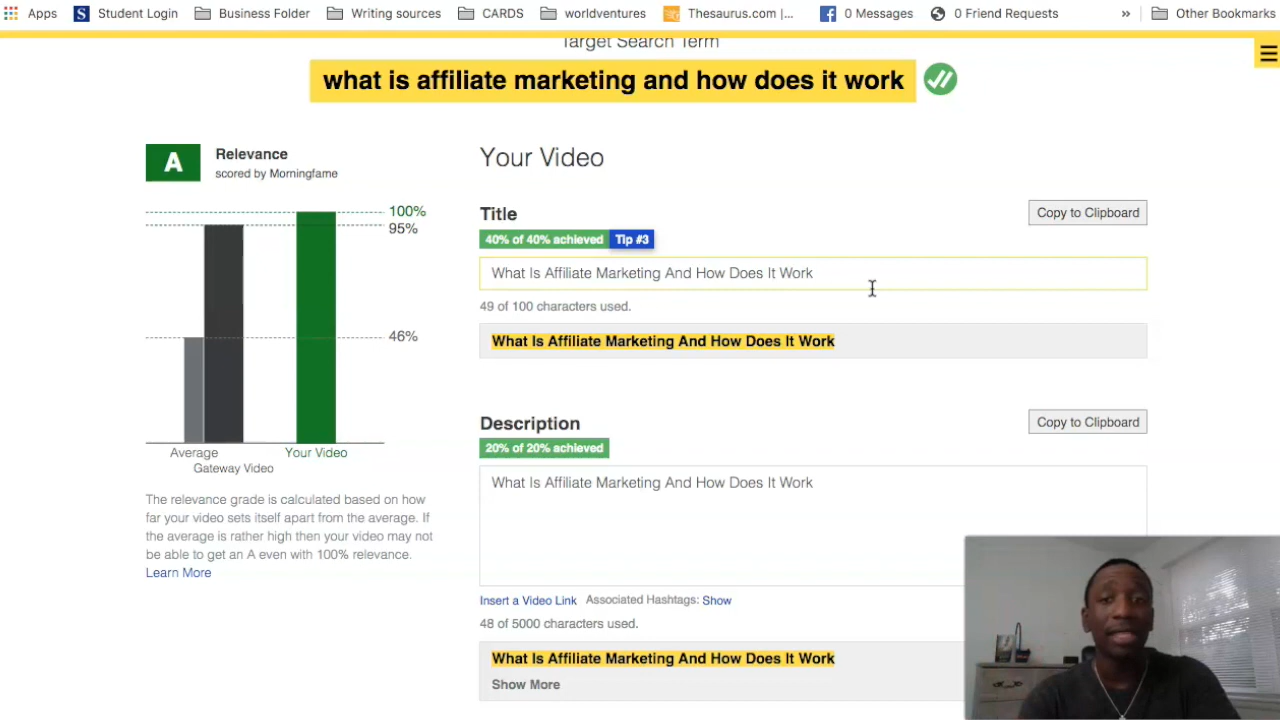 Apps Student Login Business Folder Writing sources CARDS worldventures Thesaurus.com |... 0 Messages 0 Friend Requests » Other Bookmarks
Target Search Term
what is affiliate marketing and how does it work
A
Relevance
scored by Morningfame
100%
95%
46%
Average
Gateway Video
Your Video
The relevance grade is calculated based on how
far your video sets itself apart from the average. If
the average is rather high then your video may not
be able to get an A even with 100% relevance.
Learn More
Your Video
Title
Copy to Clipboard
40% of 40% achieved Tip #3
What Is Affiliate Marketing And How Does It Work
49 of 100 characters used.
What Is Affiliate Marketing And How Does It Work
Description
Copy to Clipboard
20% of 20% achieved
What Is Affiliate Marketing And How Does It Work
Insert a Video Link Associated Hashtags: Show
48 of 5000 characters used.
What Is Affiliate Marketing And How Does It Work
Show More